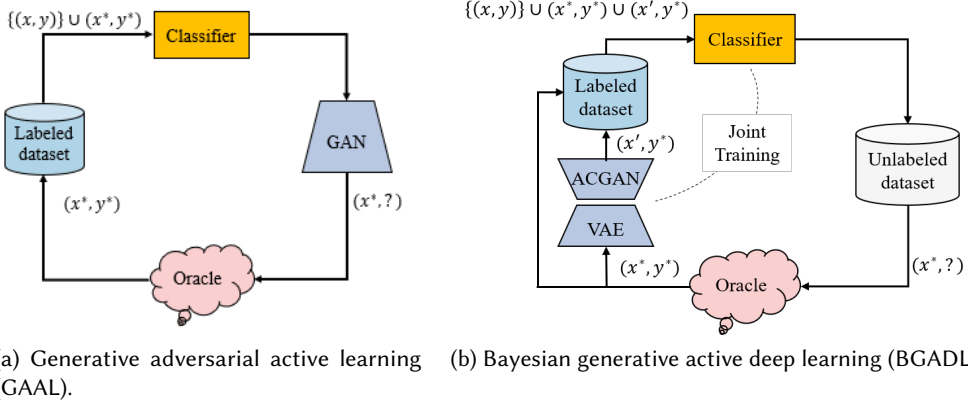 {(x, y)} ∪ (x*, y*)
Classifier
Labeled
dataset
GAN
(x*, y*)
(x*, ?)
Oracle
(a) Generative adversarial active learning
(GAAL).
{(x, y)} ∪ (x*, y*) ∪ (x′, y*)
Classifier
Labeled
dataset
(x′, y*)
Joint
Training
Unlabeled
dataset
ACGAN
VAE
(x*, y*)
(x*, ?)
Oracle
(b) Bayesian generative active deep learning (BGADL